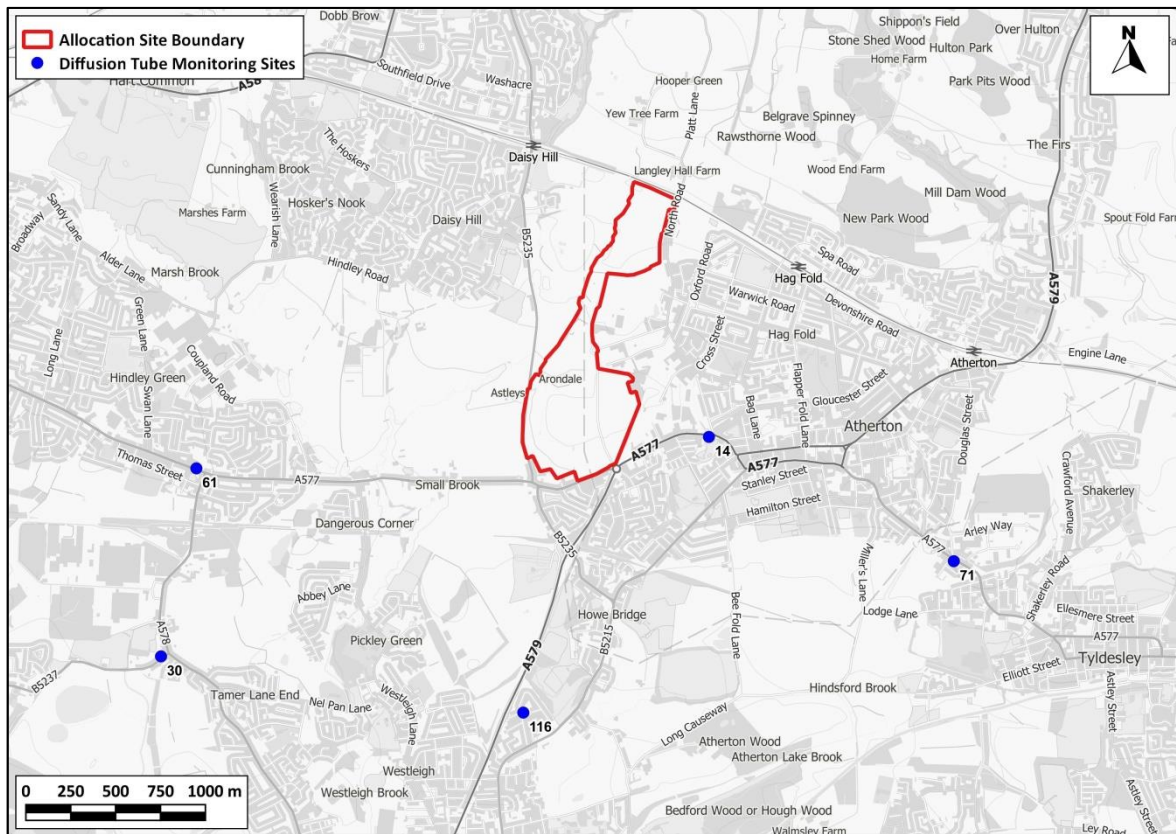 Allocation Site Boundary
Diffusion Tube Monitoring Sites
N
Dobb Brow
Shippon's Field
Over Hulton
Stone Shed Wood
Hulton Park
Home Farm
Southfield Drive
Washacre
Hooper Green
Park Pits Wood
Hart Common
A58
Yew Tree Farm
Platt Lane
Belgrave Spinney
Rawsthorne Wood
The Hoskers
Daisy Hill
The Firs
Cunningham Brook
Langley Hall Farm
Wood End Farm
Mill Dam Wood
Wearish Lane
Hosker's Nook
Sandy Lane
Broadway
Marshes Farm
Daisy Hill
B5235
North Road
New Park Wood
Spout Fold Farm
Alder Lane
Spa Road
Marsh Brook
Hindley Road
Oxford Road
Hag Fold
A579
Green Lane
Warwick Road
Devonshire Road
Long Lane
Coupland Road
Cross Street
Hag Fold
Atherton
Engine Lane
Hindley Green
Swan Lane
Astleys
Arondale
Flapper Fold Lane
Gloucester Street
Bag Lane
Douglas Street
Atherton
Thomas Street
61
A577
Small Brook
A577
14
A577
Stanley Street
Hamilton Street
Crawford Avenue
Shakerley
Dangerous Corner
B5235
Arley Way
A577
71
Miller's Lane
Shakerley Road
Abbey Lane
Howe Bridge
Bee Fold Lane
Lodge Lane
Ellesmere Street
A578
Pickley Green
B5215
A577
Elliott Street
Tyldesley
B5237
30
Tamer Lane End
Nel Pan Lane
Westleigh Lane
A579
Hindsford Brook
Astley Street
116
Long Causeway
Atherton Wood
Atherton Lake Brook
Westleigh
Westleigh Brook
0 250 500 750 1000 m
Bedford Wood or Hough Wood
Walmsley Farm
Astley Street
Ley Road